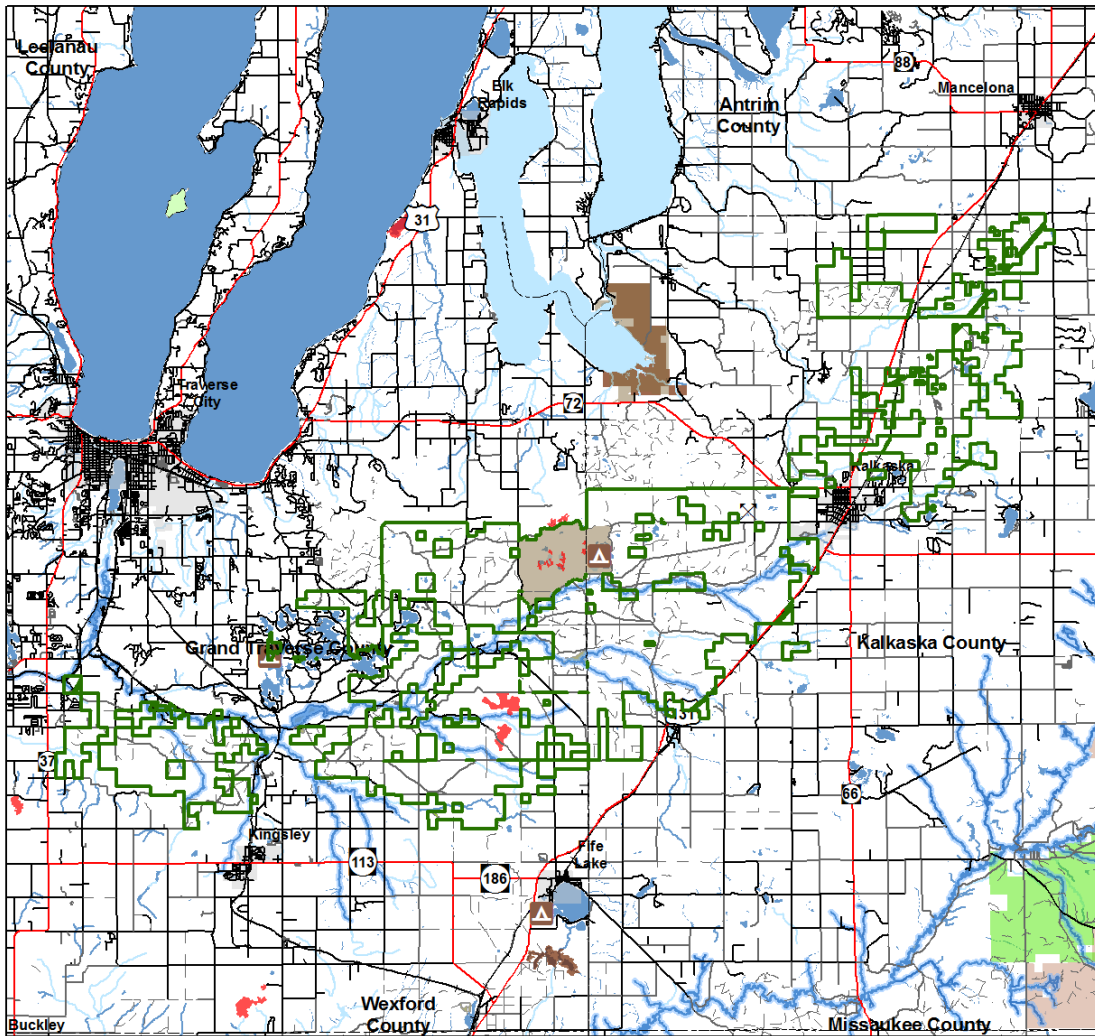 Leelanau
County
Elk
Rapids
88
Mancelona
Antrim
County
31
Traverse
City
72
Kalkaska
Grand Traverse County
Kalkaska County
31
37
66
Kingsley
113
Fife
Lake
186
Wexford
County
Buckley
Missaukee County